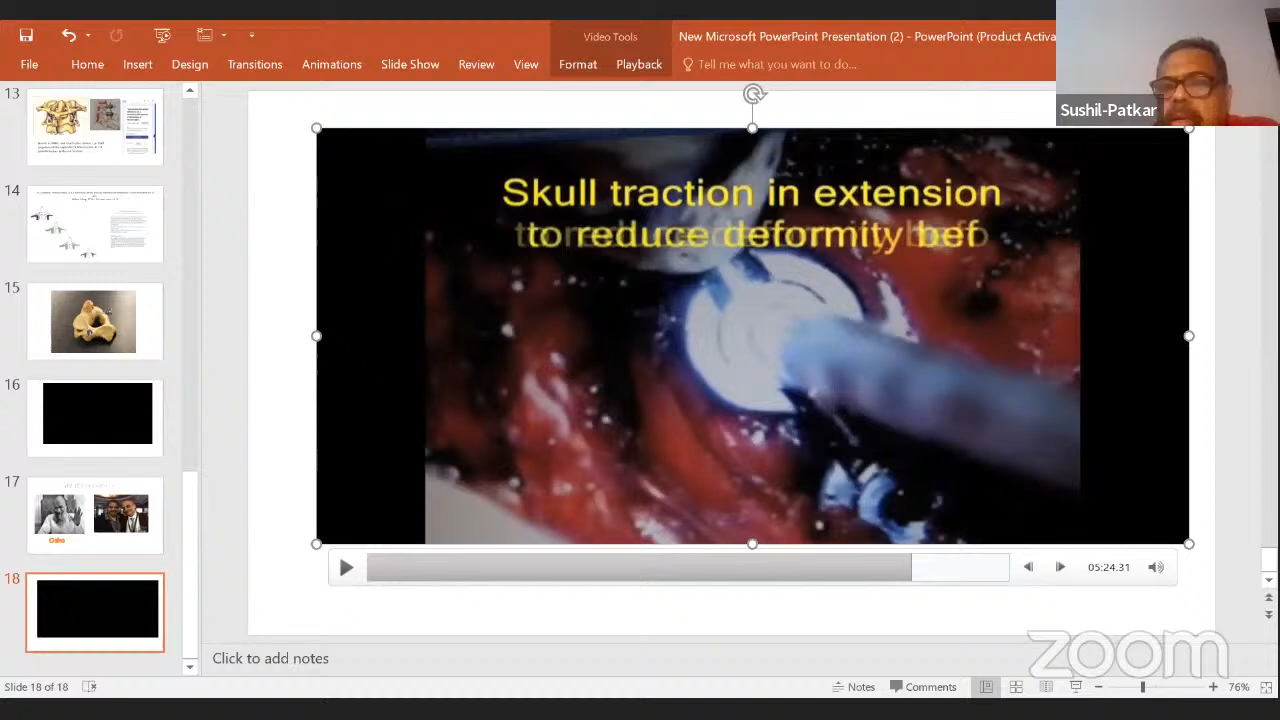 Video Tools
New Microsoft PowerPoint Presentation (2) - PowerPoint (Product Activa
File Home Insert Design Transitions Animations Slide Show Review View Format Playback Tell me what you want to do...
Sushil-Patkar
13
14
15
16
17
Osho
18
Skull traction in extension
to reduce deformity bef
05:24.31
Click to add notes
zoom
Slide 18 of 18
Notes Comments
76%